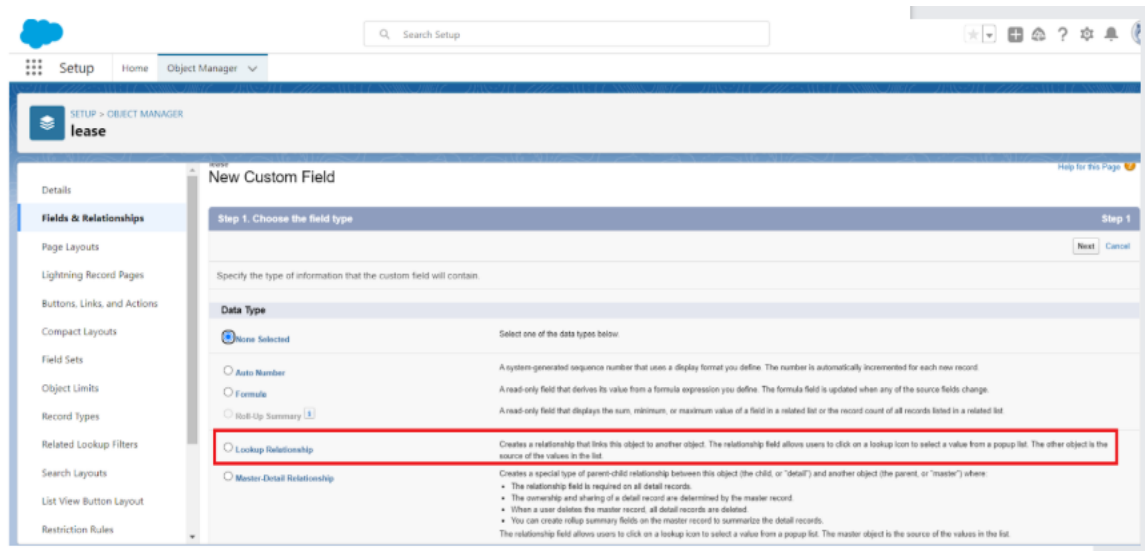 Search Setup
Setup
Home
Object Manager
SETUP > OBJECT MANAGER
lease
Details
Fields & Relationships
Page Layouts
Lightning Record Pages
Buttons, Links, and Actions
Compact Layouts
Field Sets
Object Limits
Record Types
Related Lookup Filters
Search Layouts
List View Button Layout
Restriction Rules
lease
New Custom Field
Help for this Page
Step 1. Choose the field type
Step 1
Next
Cancel
Specify the type of information that the custom field will contain.
Data Type
None Selected
Select one of the data types below.
Auto Number
A system-generated sequence number that uses a display format you define. The number is automatically incremented for each new record.
Formula
A read-only field that derives its value from a formula expression you define. The formula field is updated when any of the source fields change.
Roll-Up Summary
A read-only field that displays the sum, minimum, or maximum value of a field in a related list or the record count of all records listed in a related list.
Lookup Relationship
Creates a relationship that links this object to another object. The relationship field allows users to click on a lookup icon to select a value from a popup list. The other object is the
source of the values in the list.
Master-Detail Relationship
Creates a special type of parent-child relationship between this object (the child, or "detail") and another object (the parent, or "master") where:
• The relationship field is required on all detail records.
• The ownership and sharing of a detail record are determined by the master record.
• When a user deletes the master record, all detail records are deleted.
• You can create rollup summary fields on the master record to summarize the detail records.
The relationship field allows users to click on a lookup icon to select a value from a popup list. The master object is the source of the values in the list.